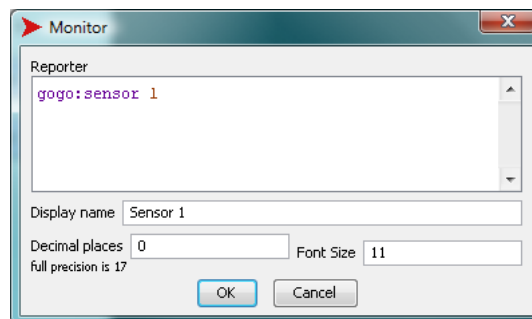 Monitor
x
Reporter
gogo:sensor 1
Display name Sensor 1
Decimal places 0 Font Size 11
full precision is 17
OK Cancel